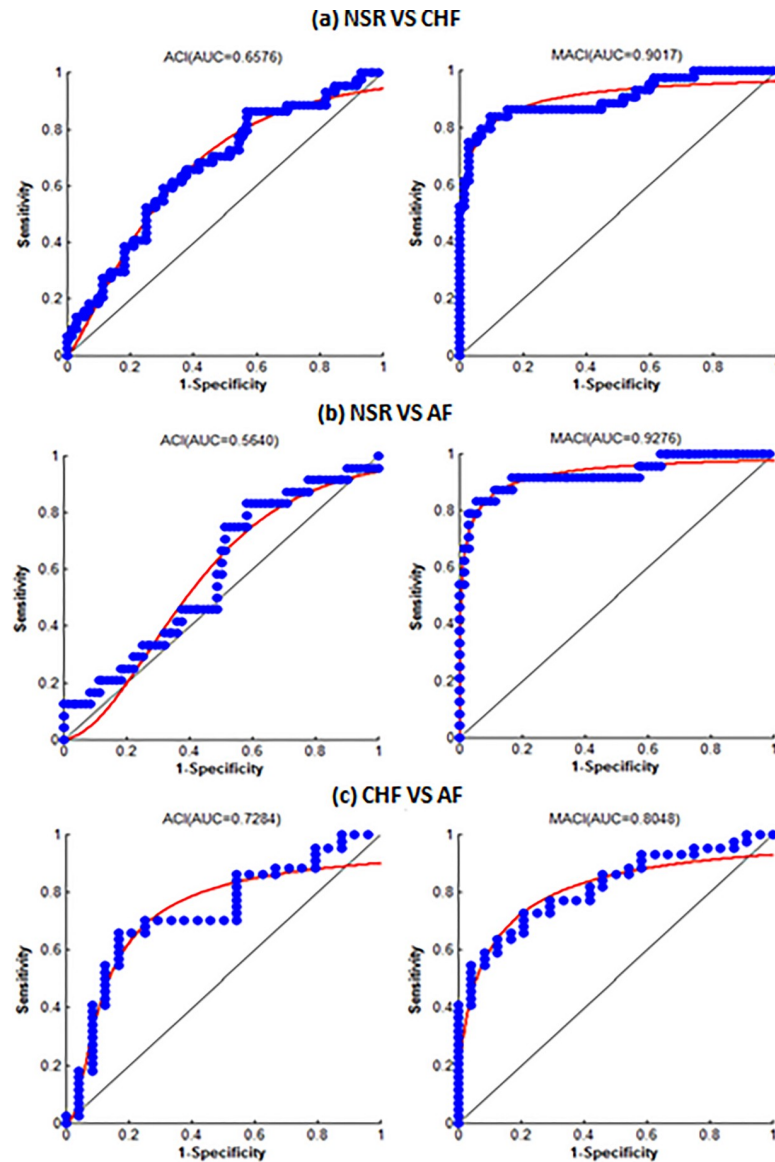 (a) NSR VS CHF
ACI(AUC=0.6576)
1
0.8
0.6
0.4
0.2
0
Sensitivity
0 0.2 0.4 0.6 0.8 1
1-Specificity
MACI(AUC=0.9017)
1
0.8
0.6
0.4
0.2
0
Sensitivity
0 0.2 0.4 0.6 0.8 1
1-Specificity
(b) NSR VS AF
ACI(AUC=0.5640)
1
0.8
0.6
0.4
0.2
0
Sensitivity
0 0.2 0.4 0.6 0.8 1
1-Specificity
MACI(AUC=0.9276)
1
0.8
0.6
0.4
0.2
0
Sensitivity
0 0.2 0.4 0.6 0.8 1
1-Specificity
(c) CHF VS AF
ACI(AUC=0.7284)
1
0.8
0.6
0.4
0.2
0
Sensitivity
0 0.2 0.4 0.6 0.8 1
1-Specificity
MACI(AUC=0.8048)
1
0.8
0.6
0.4
0.2
0
Sensitivity
0 0.2 0.4 0.6 0.8 1
1-Specificity